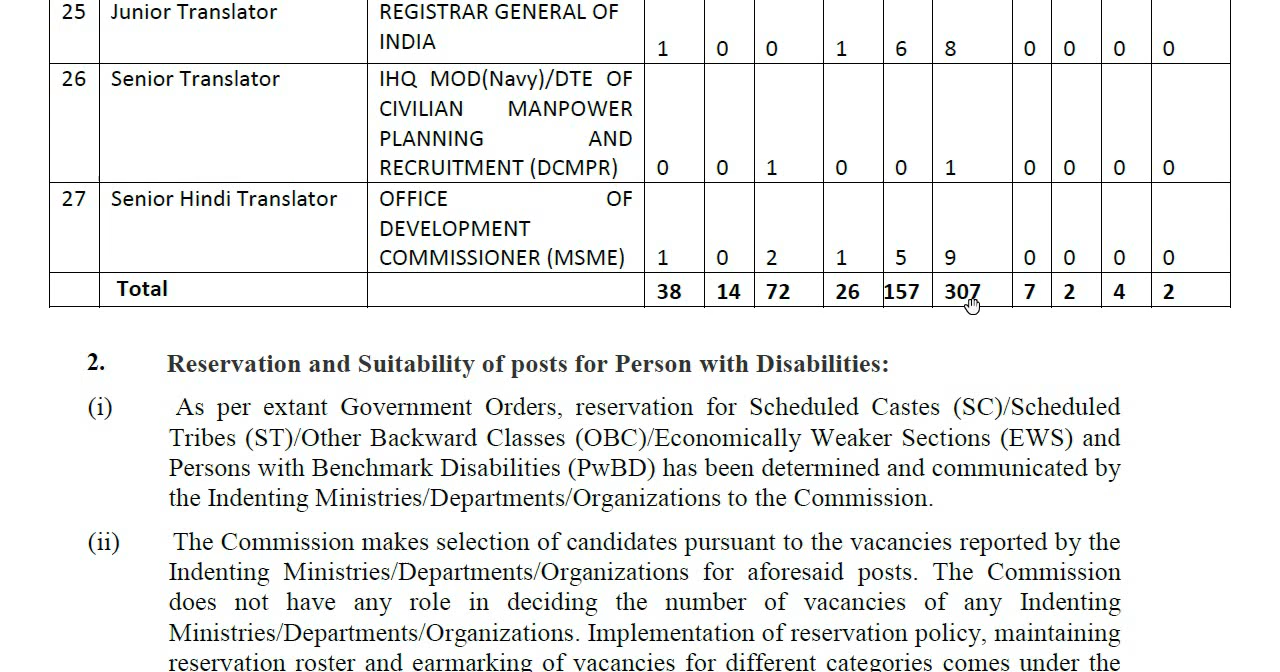 25 Junior Translator REGISTRAR GENERAL OF
INDIA 1 0 0 1 6 8 0 0 0 0
26 Senior Translator IHQ MOD(Navy)/DTE OF
CIVILIAN MANPOWER
PLANNING AND
RECRUITMENT (DCMPR) 0 0 1 0 0 1 0 0 0 0
27 Senior Hindi Translator OFFICE OF
DEVELOPMENT
COMMISSIONER (MSME) 1 0 2 1 5 9 0 0 0 0
Total 38 14 72 26 157 307 7 2 4 2
2. Reservation and Suitability of posts for Person with Disabilities:
(i) As per extant Government Orders, reservation for Scheduled Castes (SC)/Scheduled
Tribes (ST)/Other Backward Classes (OBC)/Economically Weaker Sections (EWS) and
Persons with Benchmark Disabilities (PwBD) has been determined and communicated by
the Indenting Ministries/Departments/Organizations to the Commission.
(ii) The Commission makes selection of candidates pursuant to the vacancies reported by the
Indenting Ministries/Departments/Organizations for aforesaid posts. The Commission
does not have any role in deciding the number of vacancies of any Indenting
Ministries/Departments/Organizations. Implementation of reservation policy, maintaining
reservation roster and earmarking of vacancies for different categories comes under the